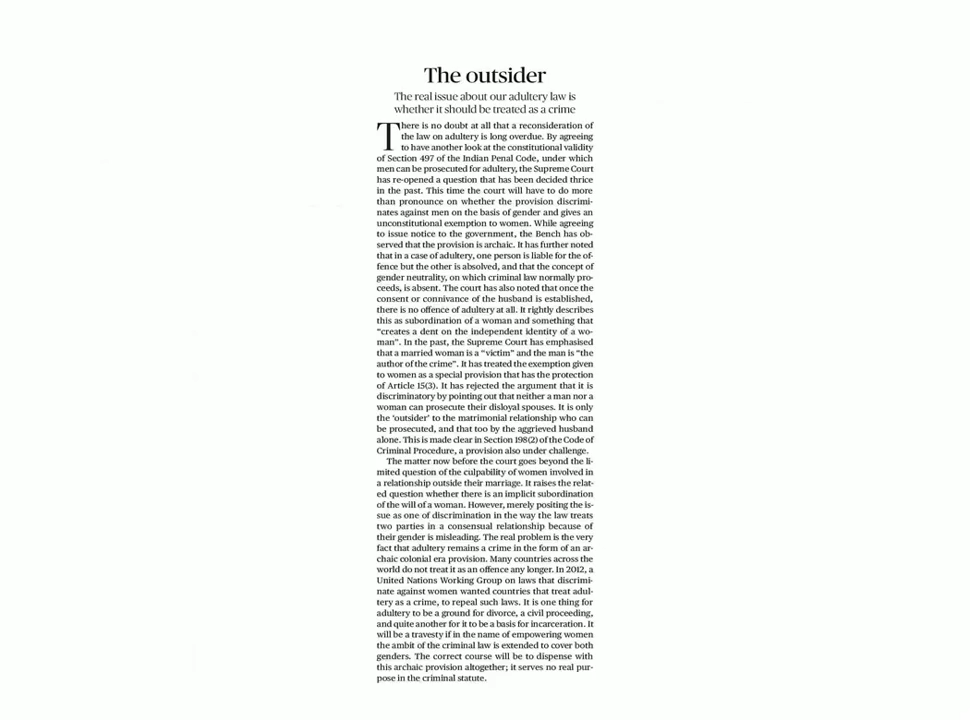 The outsider
The real issue about our adultery law is
whether it should be treated as a crime
There is no doubt at all that a reconsideration of
the law on adultery is long overdue. By agreeing
to have another look at the constitutional validity
of Section 497 of the Indian Penal Code, under which
men can be prosecuted for adultery, the Supreme Court
has re-opened a question that has been decided thrice
in the past. This time the court will have to do more
than pronounce on whether the provision discrimi-
nates against men on the basis of gender and gives an
unconstitutional exemption to women. While agreeing
to issue notice to the government, the Bench has ob-
served that the provision is archaic. It has further noted
that in a case of adultery, one person is liable for the of-
fence but the other is absolved, and that the concept of
gender neutrality, on which criminal law normally pro-
ceeds, is absent. The court has also noted that once the
consent or connivance of the husband is established,
there is no offence of adultery at all. It rightly describes
this as subordination of a woman and something that
“creates a dent on the independent identity of a wo-
man”. In the past, the Supreme Court has emphasised
that a married woman is a “victim” and the man is “the
author of the crime”. It has treated the exemption given
to women as a special provision that has the protection
of Article 15(3). It has rejected the argument that it is
discriminatory by pointing out that neither a man nor a
woman can prosecute their disloyal spouses. It is only
the ‘outsider’ to the matrimonial relationship who can
be prosecuted, and that too by the aggrieved husband
alone. This is made clear in Section 198(2) of the Code of
Criminal Procedure, a provision also under challenge.
The matter now before the court goes beyond the li-
mited question of the culpability of women involved in
a relationship outside their marriage. It raises the relat-
ed question whether there is an implicit subordination
of the will of a woman. However, merely positing the is-
sue as one of discrimination in the way the law treats
two parties in a consensual relationship because of
their gender is misleading. The real problem is the very
fact that adultery remains a crime in the form of an ar-
chaic colonial era provision. Many countries across the
world do not treat it as an offence any longer. In 2012, a
United Nations Working Group on laws that discrimi-
nate against women wanted countries that treat adul-
tery as a crime, to repeal such laws. It is one thing for
adultery to be a ground for divorce, a civil proceeding,
and quite another for it to be a basis for incarceration. It
will be a travesty if in the name of empowering women
the ambit of the criminal law is extended to cover both
genders. The correct course will be to dispense with
this archaic provision altogether; it serves no real pur-
pose in the criminal statute.